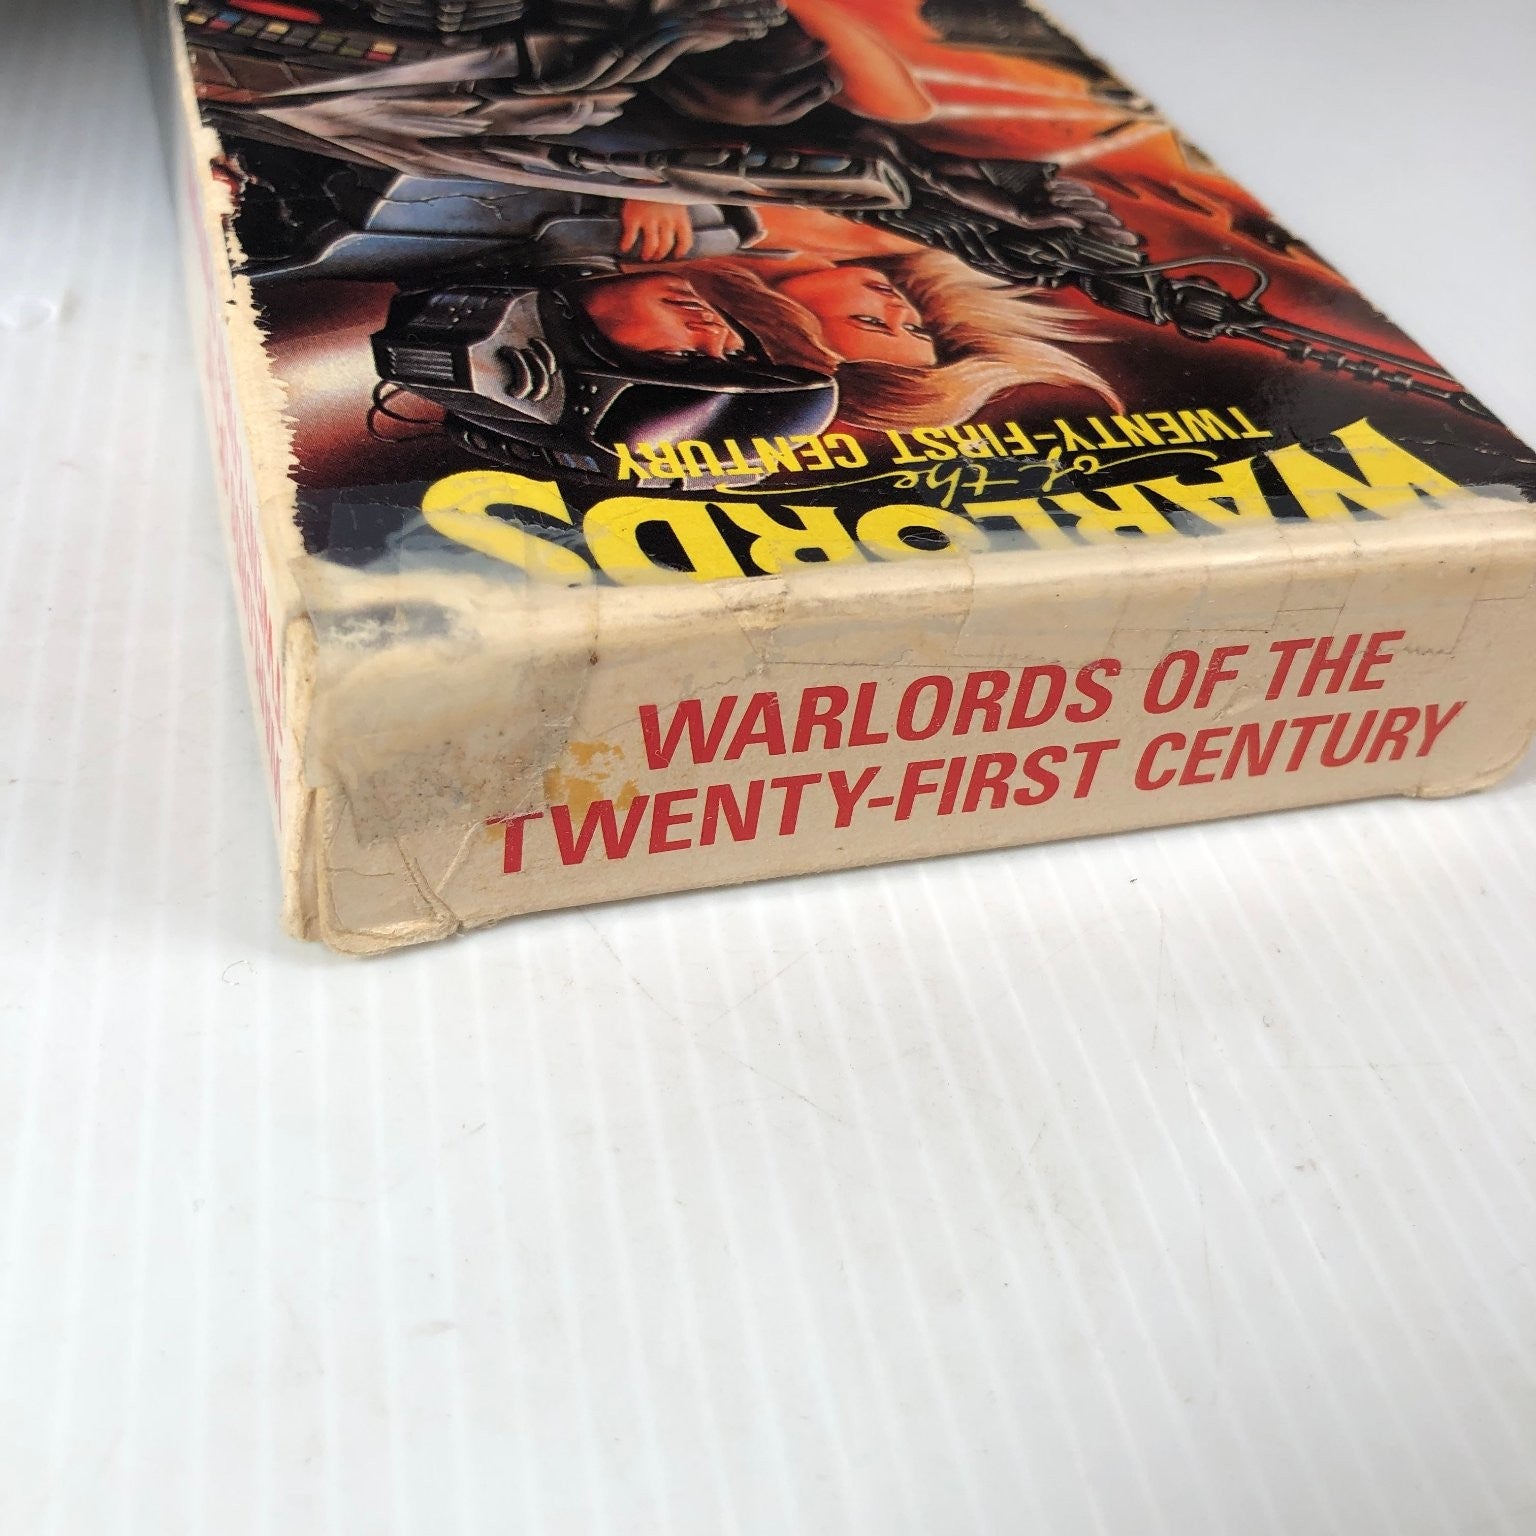 WARLORDS
of the
TWENTY-FIRST CENTURY
WARLORDS OF THE
TWENTY-FIRST CENTURY